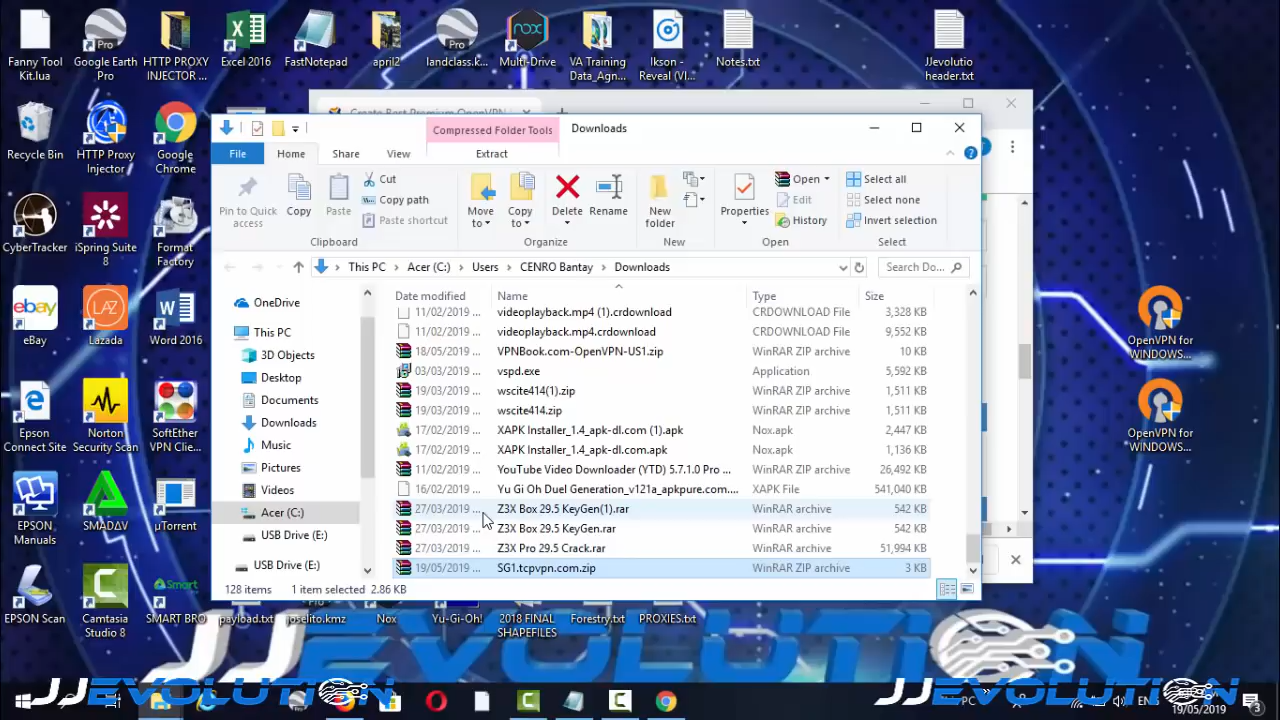 Fanny Tool Kit.lua
Google Earth Pro
HTTP PROXY INJECTOR ...
Excel 2016
FastNotepad
april2
Pro
landclass.k...
nox
Multi-Drive
VA Training Data_Agn...
Ikson - Reveal (VI...
Notes.txt
JJevolutio header.txt
Create Best Premium OpenVPN
Recycle Bin
HTTP Proxy Injector
Google Chrome
Compressed Folder Tools
Downloads
File
Home
Share
View
Extract
Pin to Quick access
Copy
Paste
Cut
Copy path
Paste shortcut
Clipboard
Move to
Copy to
Delete
Rename
Organize
New folder
New
Properties
Open
Edit
History
Open
Select all
Select none
Invert selection
Select
CyberTracker
iSpring Suite 8
Format Factory
This PC
Acer (C:)
Users
CENRO Bantay
Downloads
Search Do...
Date modified
Name
Type
Size
OneDrive
This PC
3D Objects
Desktop
Documents
Downloads
Music
Pictures
Videos
Acer (C:)
USB Drive (E:)
USB Drive (E:)
11/02/2019 ... videoplayback.mp4 (1).crdownload CRDOWNLOAD File 3,328 KB
11/02/2019 ... videoplayback.mp4.crdownload CRDOWNLOAD File 9,552 KB
18/05/2019 ... VPNBook.com-OpenVPN-US1.zip WinRAR ZIP archive 10 KB
03/03/2019 ... vspd.exe Application 5,592 KB
19/03/2019 ... wscite414(1).zip WinRAR ZIP archive 1,511 KB
19/03/2019 ... wscite414.zip WinRAR ZIP archive 1,511 KB
17/02/2019 ... XAPK Installer_1.4_apk-dl.com (1).apk Nox.apk 2,447 KB
17/02/2019 ... XAPK Installer_1.4_apk-dl.com.apk Nox.apk 1,136 KB
11/02/2019 ... YouTube Video Downloader (YTD) 5.7.1.0 Pro ... WinRAR ZIP archive 26,492 KB
16/02/2019 ... Yu Gi Oh Duel Generation_v121a_apkpure.com.... XAPK File 541,040 KB
27/03/2019 ... Z3X Box 29.5 KeyGen(1).rar WinRAR archive 542 KB
27/03/2019 ... Z3X Box 29.5 KeyGen.rar WinRAR archive 542 KB
27/03/2019 ... Z3X Pro 29.5 Crack.rar WinRAR archive 51,994 KB
19/05/2019 ... SG1.tcpvpn.com.zip WinRAR ZIP archive 3 KB
128 items 1 item selected 2.86 KB
ebay
eBay
LAZ
Lazada
Word 2016
OpenVPN for WINDOWS...
OpenVPN for WINDOWS...
Epson Connect Site
Norton Security Scan
SoftEther VPN Clie...
EPSON Manuals
SMADΔV
µTorrent
EPSON Scan
Camtasia Studio 8
Smart
SMART BRO
payload.txt
joselito.kmz
Nox
Yu-Gi-Oh!
2018 FINAL SHAPEFILES
Forestry.txt
PROXIES.txt
JJEVOLUTION
JJEVOLUTION
JJEVOLUTION
PC
ENG
19/05/2019
3